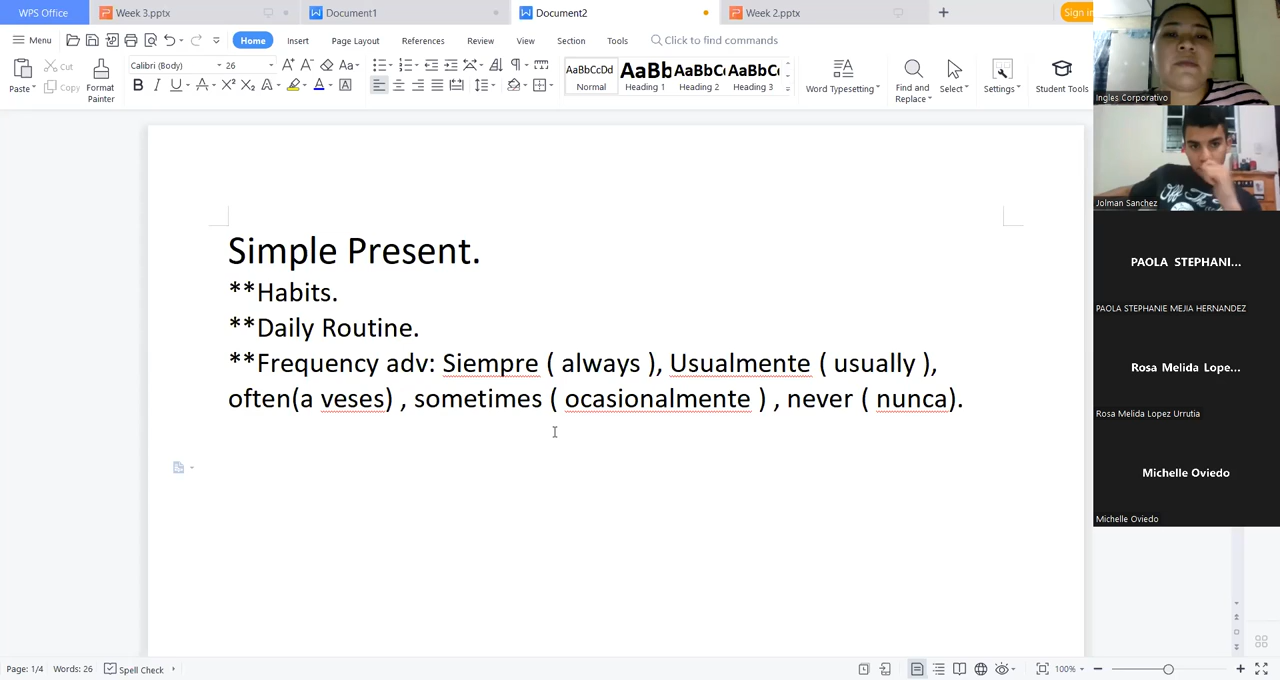 WPS Office
Week 3.pptx
Document1
Document2
Week 2.pptx
Sign in
Menu
Home
Insert
Page Layout
References
Review
View
Section
Tools
Click to find commands
Paste
Cut
Copy
Format Painter
Calibri (Body)
26
AaBbCcDd
Normal
Heading 1
Heading 2
Heading 3
Word Typesetting
Find and Replace
Select
Settings
Student Tools
Simple Present.
**Habits.
**Daily Routine.
**Frequency adv: Siempre ( always ), Usualmente ( usually ),
often(a veses) , sometimes ( ocasionalmente ) , never ( nunca).
Ingles Corporativo
Jolman Sanchez
PAOLA STEPHANI...
PAOLA STEPHANIE MEJIA HERNANDEZ
Rosa Melida Lope...
Rosa Melida Lopez Urrutia
Michelle Oviedo
Michelle Oviedo
Page: 1/4
Words: 26
Spell Check
100%